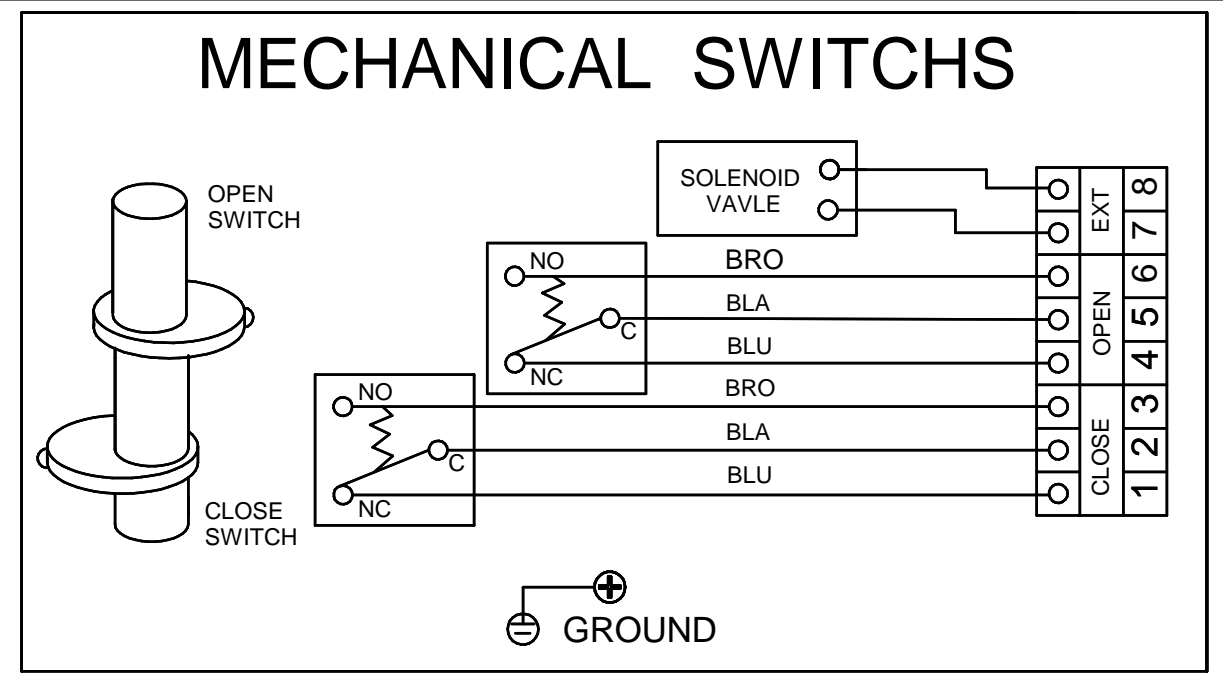 MECHANICAL SWITCHS
OPEN
SWITCH
SOLENOID
VAVLE
EXT
8
7
NO
C
NC
BRO
BLA
BLU
OPEN
6
5
4
NO
C
NC
BRO
BLA
BLU
CLOSE
3
2
1
CLOSE
SWITCH
GROUND